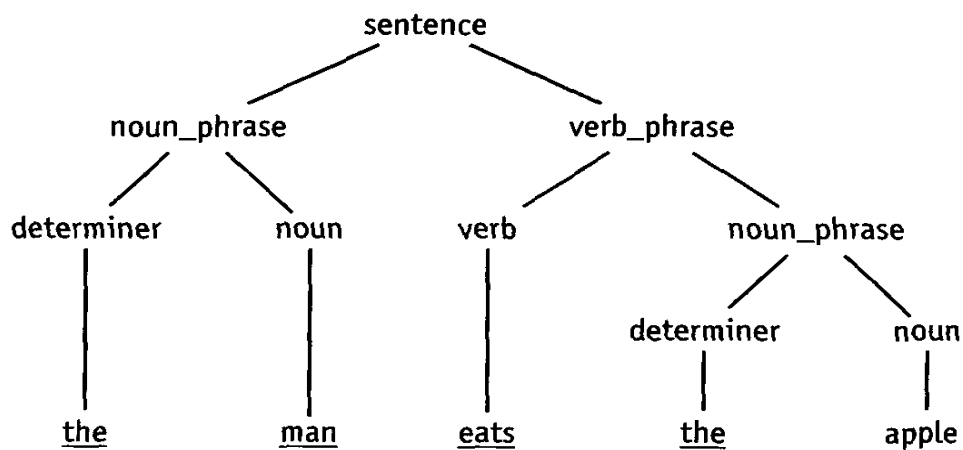 sentence
noun_phrase verb_phrase
determiner noun verb noun_phrase
determiner noun
the man eats the apple